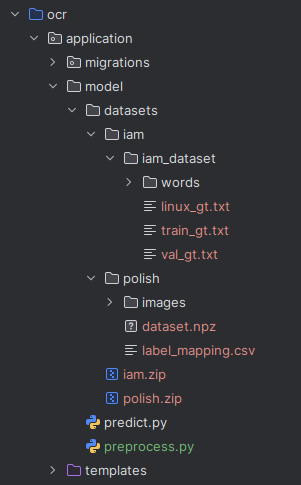 ocr
application
migrations
model
datasets
iam
iam_dataset
words
linux_gt.txt
train_gt.txt
val_gt.txt
polish
images
dataset.npz
label_mapping.csv
iam.zip
polish.zip
predict.py
preprocess.py
templates